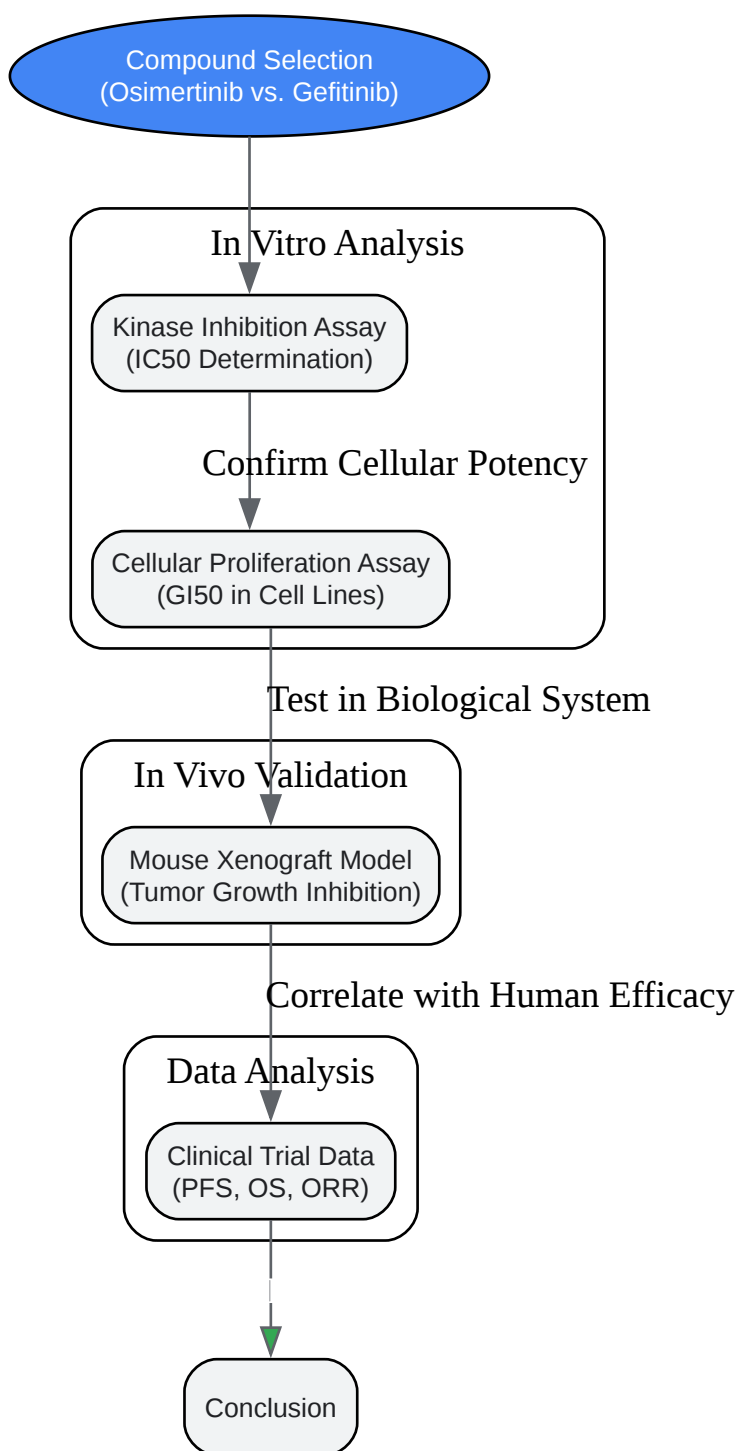 Compound Selection
(Osimertinib vs. Gefitinib)
In Vitro Analysis
Kinase Inhibition Assay
(IC50 Determination)
Confirm Cellular Potency
Cellular Proliferation Assay
(GI50 in Cell Lines)
Test in Biological System
In Vivo Validation
Mouse Xenograft Model
(Tumor Growth Inhibition)
Correlate with Human Efficacy
Data Analysis
Clinical Trial Data
(PFS, OS, ORR)
Conclusion